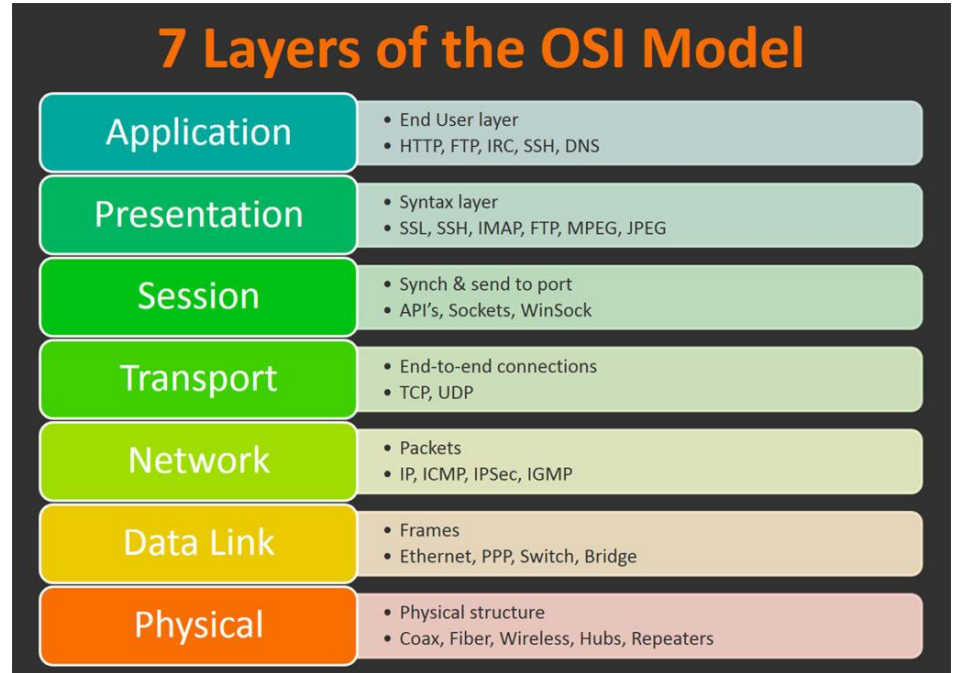 7 Layers of the OSI Model
Application
• End User layer
• HTTP, FTP, IRC, SSH, DNS
Presentation
• Syntax layer
• SSL, SSH, IMAP, FTP, MPEG, JPEG
Session
• Synch & send to port
• API’s, Sockets, WinSock
Transport
• End-to-end connections
• TCP, UDP
Network
• Packets
• IP, ICMP, IPSec, IGMP
Data Link
• Frames
• Ethernet, PPP, Switch, Bridge
Physical
• Physical structure
• Coax, Fiber, Wireless, Hubs, Repeaters